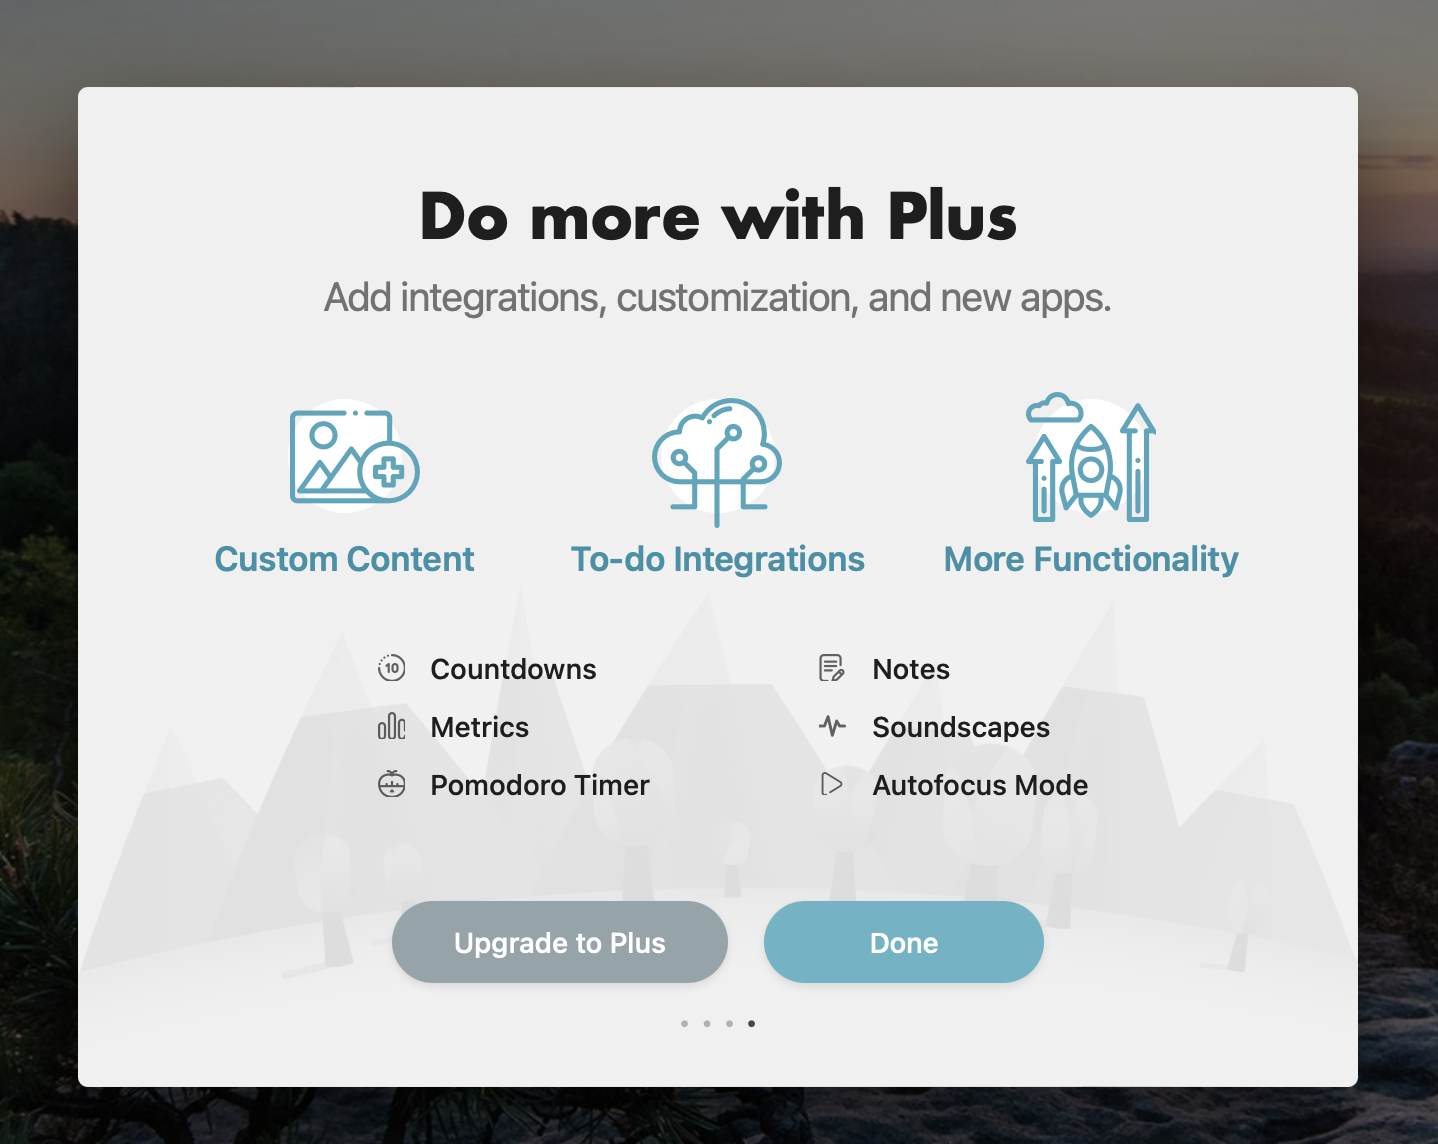 Do more with Plus
Add integrations, customization, and new apps.
Custom Content
To-do Integrations
More Functionality
10 Countdowns
Notes
Metrics
Soundscapes
Pomodoro Timer
Autofocus Mode
Upgrade to Plus
Done